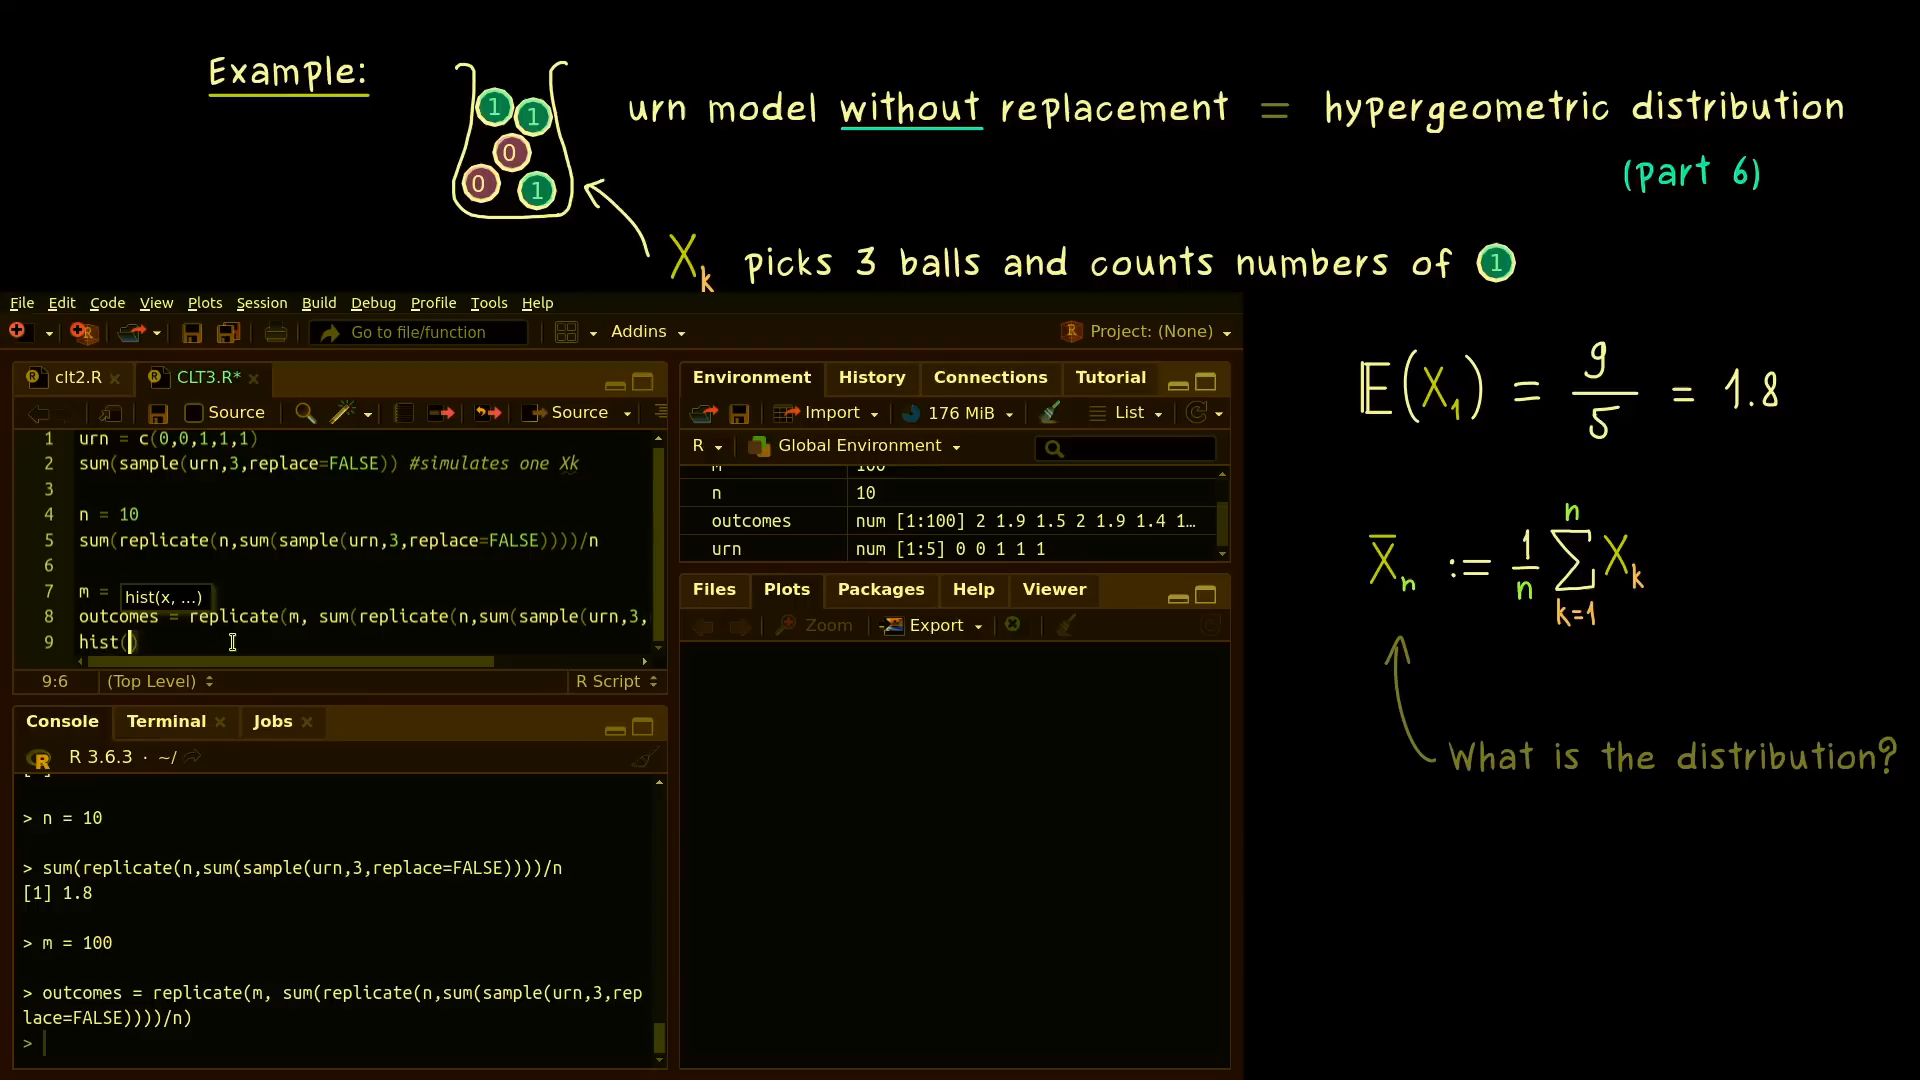 Example:
1 1 0 0 1
urn model without replacement = hypergeometric distribution
(part 6)
X_k picks 3 balls and counts numbers of 1
File Edit Code View Plots Session Build Debug Profile Tools Help
Go to file/function Addins Project: (None)
clt2.R CLT3.R*
Source Source
1 urn = c(0,0,1,1,1)
2 sum(sample(urn,3,replace=FALSE)) #simulates one Xk
3
4 n = 10
5 sum(replicate(n,sum(sample(urn,3,replace=FALSE))))/n
6
7 m =
hist(x, ...)
8 outcomes = replicate(m, sum(replicate(n,sum(sample(urn,3,
9 hist()
9:6 (Top Level) R Script
Console Terminal Jobs
R 3.6.3 · ~/
> n = 10
> sum(replicate(n,sum(sample(urn,3,replace=FALSE))))/n
[1] 1.8
> m = 100
> outcomes = replicate(m, sum(replicate(n,sum(sample(urn,3,rep
lace=FALSE))))/n)
>
Environment History Connections Tutorial
Import 176 MiB List
R Global Environment
m 100
n 10
outcomes num [1:100] 2 1.9 1.5 2 1.9 1.4 1…
urn num [1:5] 0 0 1 1 1
Files Plots Packages Help Viewer
Zoom Export
𝔼(X_1) = 9/5 = 1.8
X̄_n := 1/n ∑_{k=1}^{n} X_k
What is the distribution?